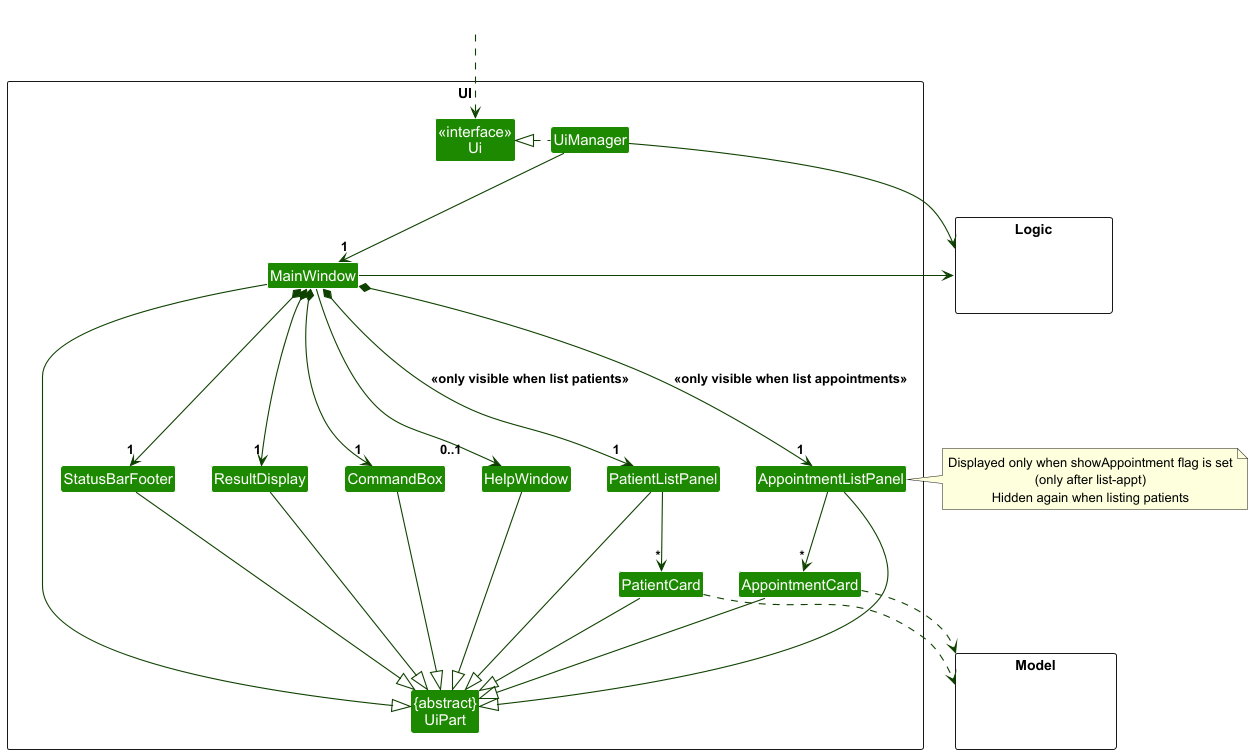 UI
«interface»
Ui
UiManager
Logic
1
MainWindow
«only visible when list patients»
«only visible when list appointments»
1
1
1
0..1
1
1
StatusBarFooter
ResultDisplay
CommandBox
HelpWindow
PatientListPanel
AppointmentListPanel
Displayed only when showAppointment flag is set
(only after list-appt)
Hidden again when listing patients
*
*
PatientCard
AppointmentCard
Model
{abstract}
UiPart